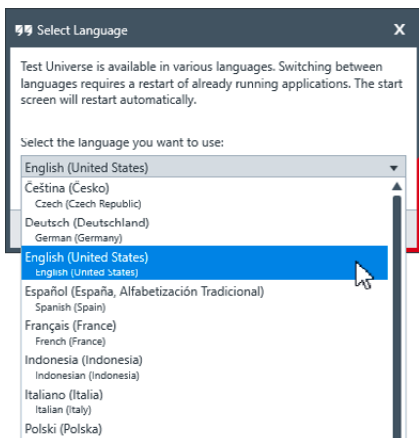 Select Language
X
Test Universe is available in various languages. Switching between
languages requires a restart of already running applications. The start
screen will restart automatically.
Select the language you want to use:
English (United States)
Čeština (Česko)
Czech (Czech Republic)
Deutsch (Deutschland)
German (Germany)
English (United States)
English (United States)
Español (España, Alfabetización Tradicional)
Spanish (Spain)
Français (France)
French (France)
Indonesia (Indonesia)
Indonesian (Indonesia)
Italiano (Italia)
Italian (Italy)
Polski (Polska)